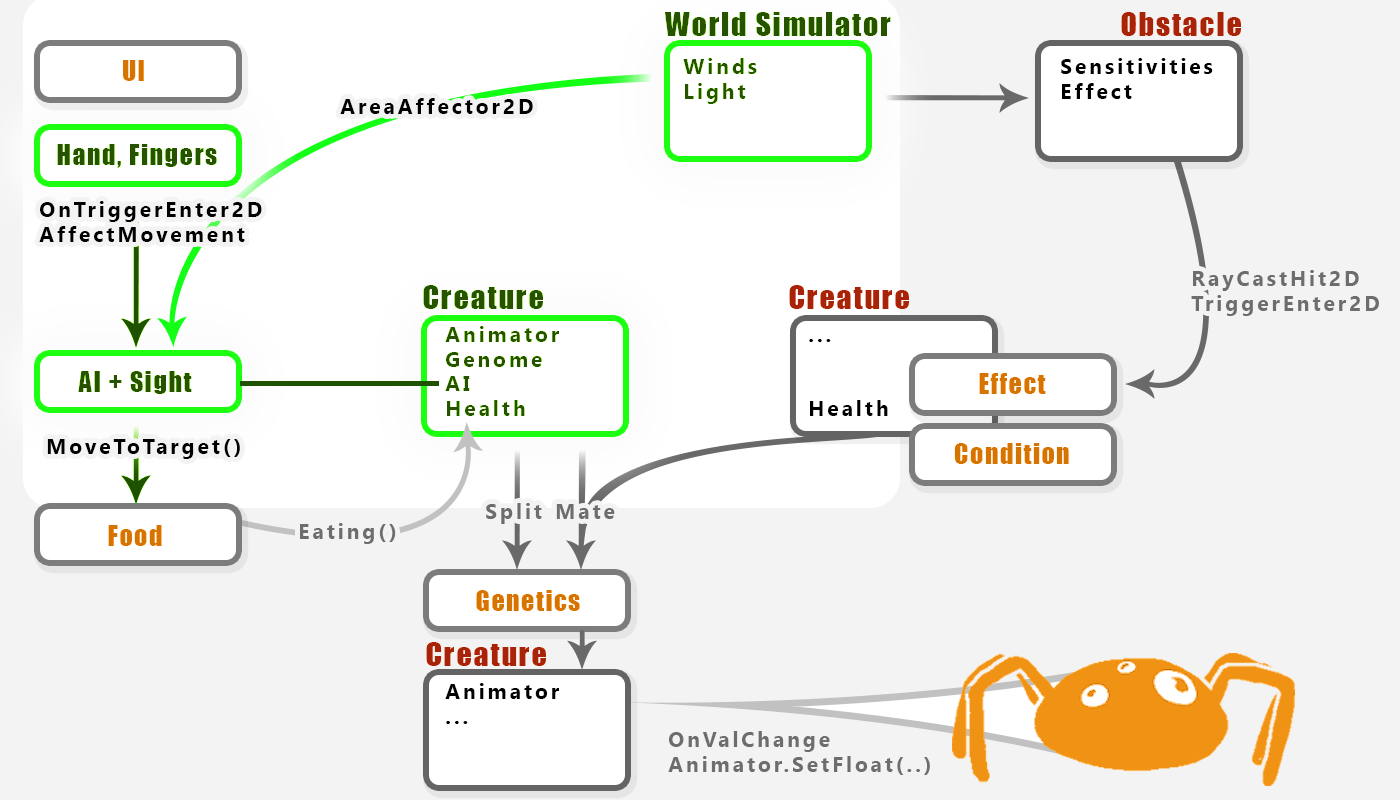 World Simulator
Obstacle
UI
Winds
Light
Sensitivities
Effect
AreaAffector2D
Hand, Fingers
OnTriggerEnter2D
AffectMovement
RayCastHit2D
TriggerEnter2D
Creature
Creature
Animator
Genome
AI
Health
...
Health
AI + Sight
Effect
MoveToTarget()
Condition
Food
Eating()
Split
Mate
Genetics
Creature
Animator
...
OnValChange
Animator.SetFloat(..)